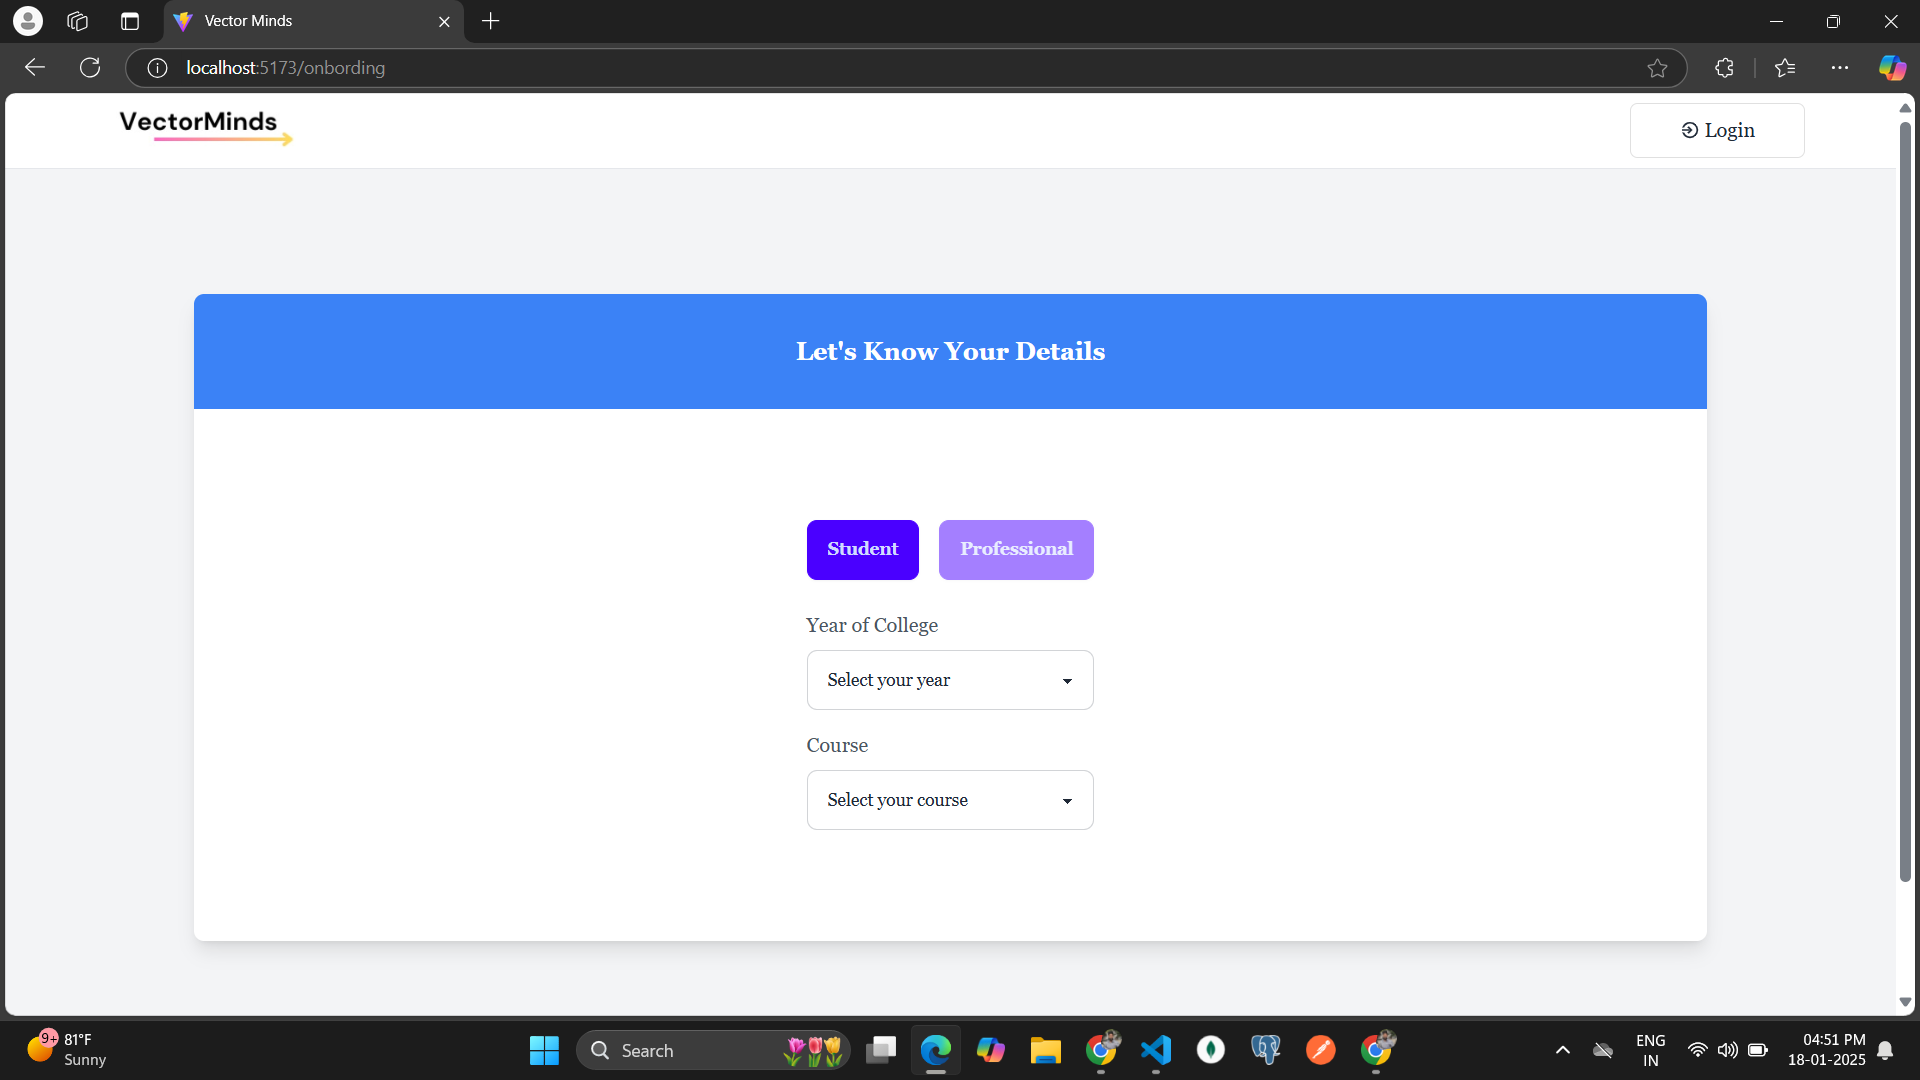 Vector Minds
localhost:5173/onbording
VectorMinds
Login
Let's Know Your Details
Student
Professional
Year of College
Select your year
Course
Select your course
9+
81°F
Sunny
Search
ENG
IN
04:51 PM
18-01-2025